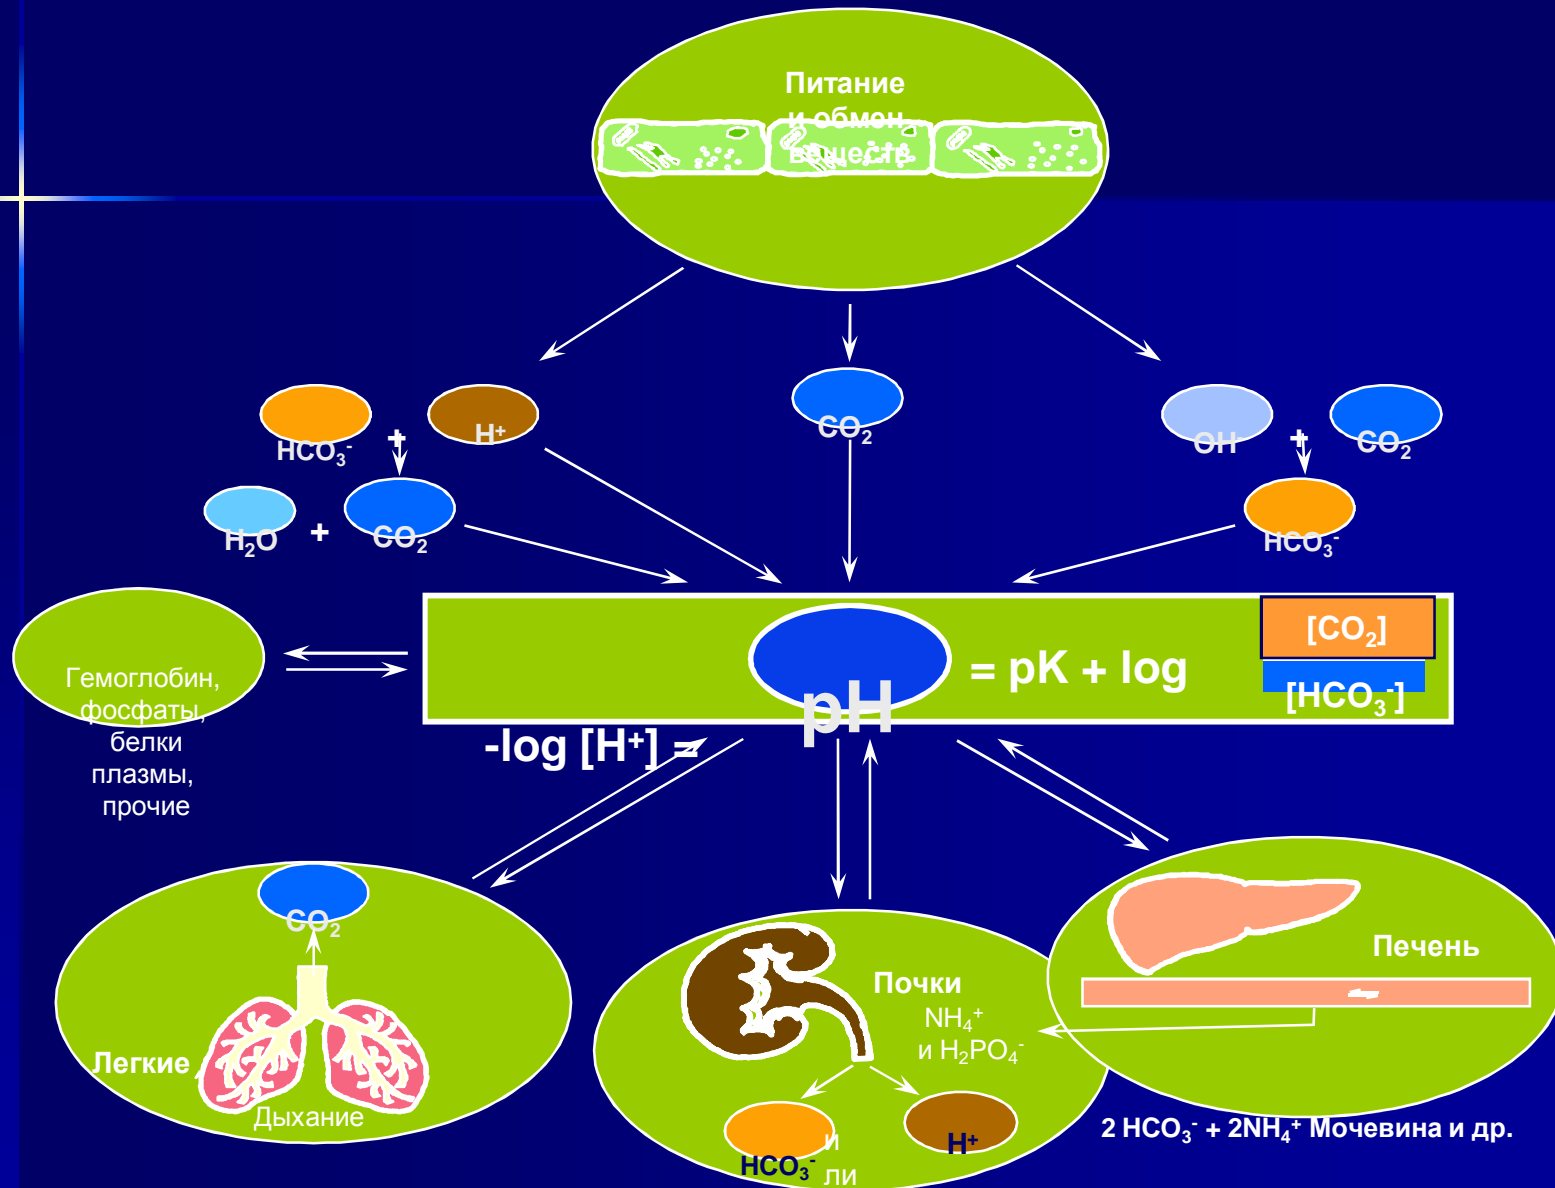 Питание
и обмен
веществ
HCO₃⁻ + H⁺
CO₂
OH⁻ + CO₂
H₂O + CO₂
HCO₃⁻
[CO₂]
= pK + log
[HCO₃⁻]
pH
-log [H⁺] =
Гемоглобин,
фосфаты,
белки
плазмы,
прочие
CO₂
Легкие
Дыхание
Почки
NH₄⁺
и H₂PO₄⁻
HCO₃⁻
и
ли
H⁺
Печень
2 HCO₃⁻ + 2NH₄⁺ Мочевина и др.